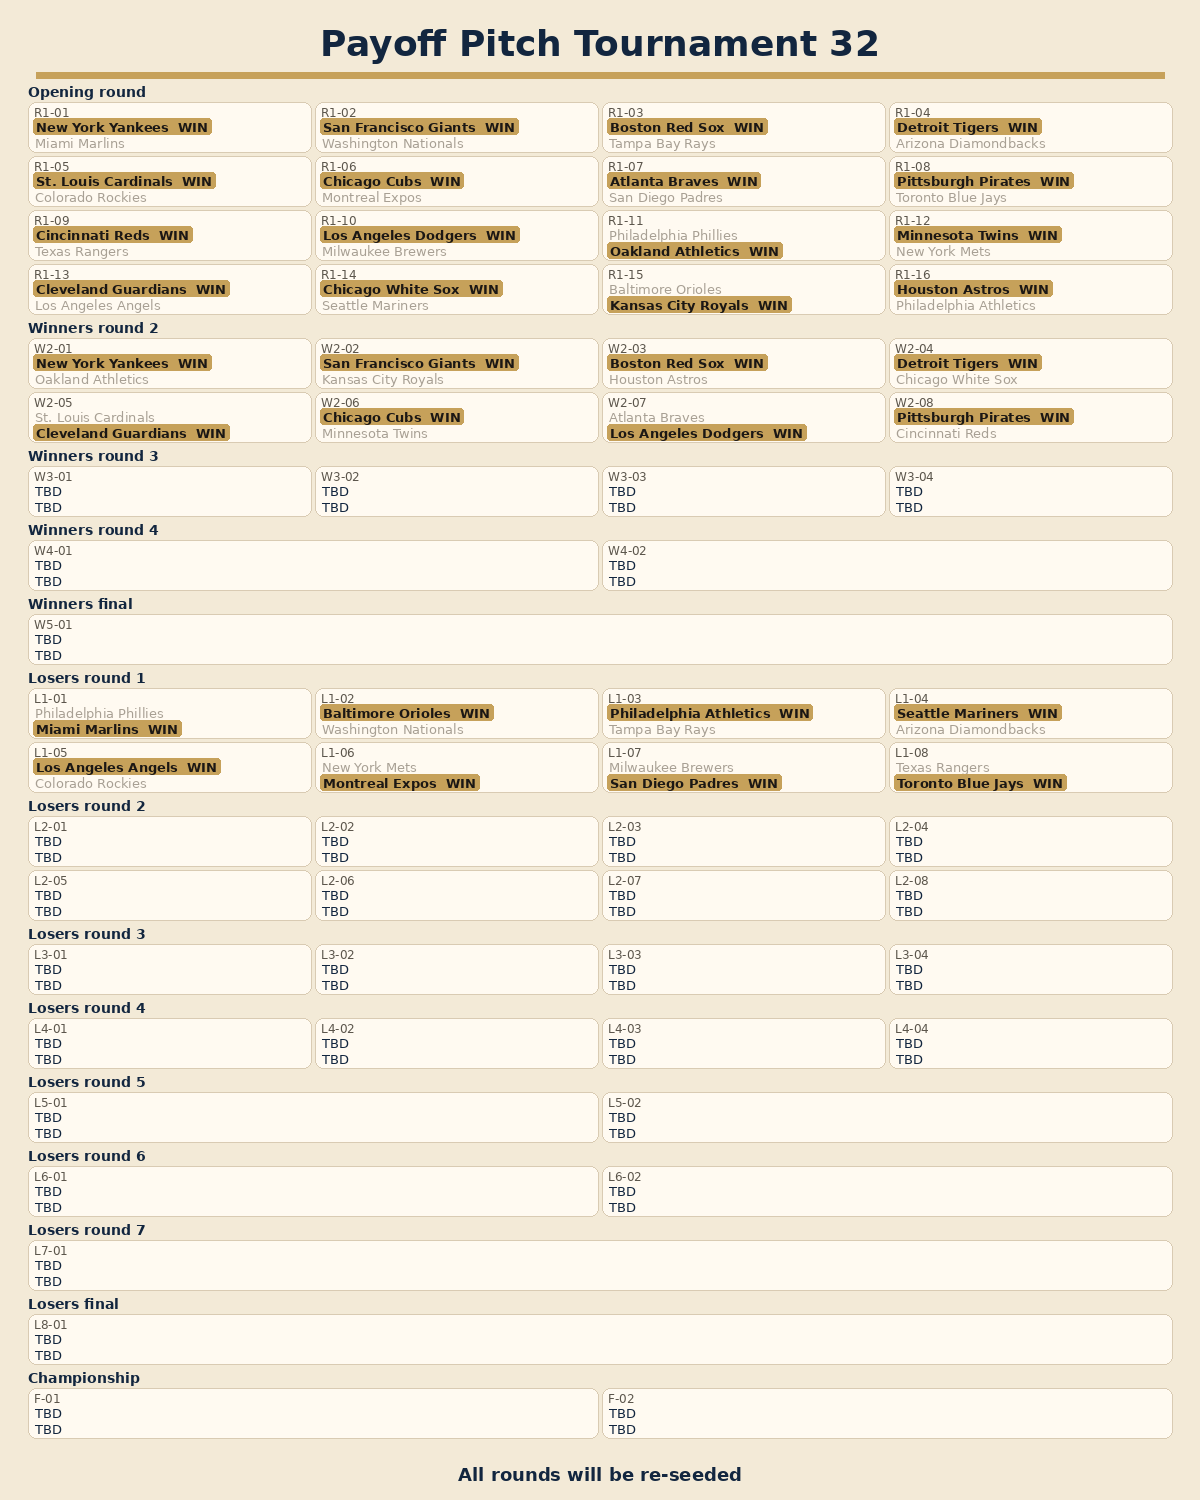 Payoff Pitch Tournament 32
Opening round
R1-01
New York Yankees WIN
Miami Marlins
R1-02
San Francisco Giants WIN
Washington Nationals
R1-03
Boston Red Sox WIN
Tampa Bay Rays
R1-04
Detroit Tigers WIN
Arizona Diamondbacks
R1-05
St. Louis Cardinals WIN
Colorado Rockies
R1-06
Chicago Cubs WIN
Montreal Expos
R1-07
Atlanta Braves WIN
San Diego Padres
R1-08
Pittsburgh Pirates WIN
Toronto Blue Jays
R1-09
Cincinnati Reds WIN
Texas Rangers
R1-10
Los Angeles Dodgers WIN
Milwaukee Brewers
R1-11
Philadelphia Phillies
Oakland Athletics WIN
R1-12
Minnesota Twins WIN
New York Mets
R1-13
Cleveland Guardians WIN
Los Angeles Angels
R1-14
Chicago White Sox WIN
Seattle Mariners
R1-15
Baltimore Orioles
Kansas City Royals WIN
R1-16
Houston Astros WIN
Philadelphia Athletics
Winners round 2
W2-01
New York Yankees WIN
Oakland Athletics
W2-02
San Francisco Giants WIN
Kansas City Royals
W2-03
Boston Red Sox WIN
Houston Astros
W2-04
Detroit Tigers WIN
Chicago White Sox
W2-05
St. Louis Cardinals
Cleveland Guardians WIN
W2-06
Chicago Cubs WIN
Minnesota Twins
W2-07
Atlanta Braves
Los Angeles Dodgers WIN
W2-08
Pittsburgh Pirates WIN
Cincinnati Reds
Winners round 3
W3-01
TBD
TBD
W3-02
TBD
TBD
W3-03
TBD
TBD
W3-04
TBD
TBD
Winners round 4
W4-01
TBD
TBD
W4-02
TBD
TBD
Winners final
W5-01
TBD
TBD
Losers round 1
L1-01
Philadelphia Phillies
Miami Marlins WIN
L1-02
Baltimore Orioles WIN
Washington Nationals
L1-03
Philadelphia Athletics WIN
Tampa Bay Rays
L1-04
Seattle Mariners WIN
Arizona Diamondbacks
L1-05
Los Angeles Angels WIN
Colorado Rockies
L1-06
New York Mets
Montreal Expos WIN
L1-07
Milwaukee Brewers
San Diego Padres WIN
L1-08
Texas Rangers
Toronto Blue Jays WIN
Losers round 2
L2-01
TBD
TBD
L2-02
TBD
TBD
L2-03
TBD
TBD
L2-04
TBD
TBD
L2-05
TBD
TBD
L2-06
TBD
TBD
L2-07
TBD
TBD
L2-08
TBD
TBD
Losers round 3
L3-01
TBD
TBD
L3-02
TBD
TBD
L3-03
TBD
TBD
L3-04
TBD
TBD
Losers round 4
L4-01
TBD
TBD
L4-02
TBD
TBD
L4-03
TBD
TBD
L4-04
TBD
TBD
Losers round 5
L5-01
TBD
TBD
L5-02
TBD
TBD
Losers round 6
L6-01
TBD
TBD
L6-02
TBD
TBD
Losers round 7
L7-01
TBD
TBD
Losers final
L8-01
TBD
TBD
Championship
F-01
TBD
TBD
F-02
TBD
TBD
All rounds will be re-seeded